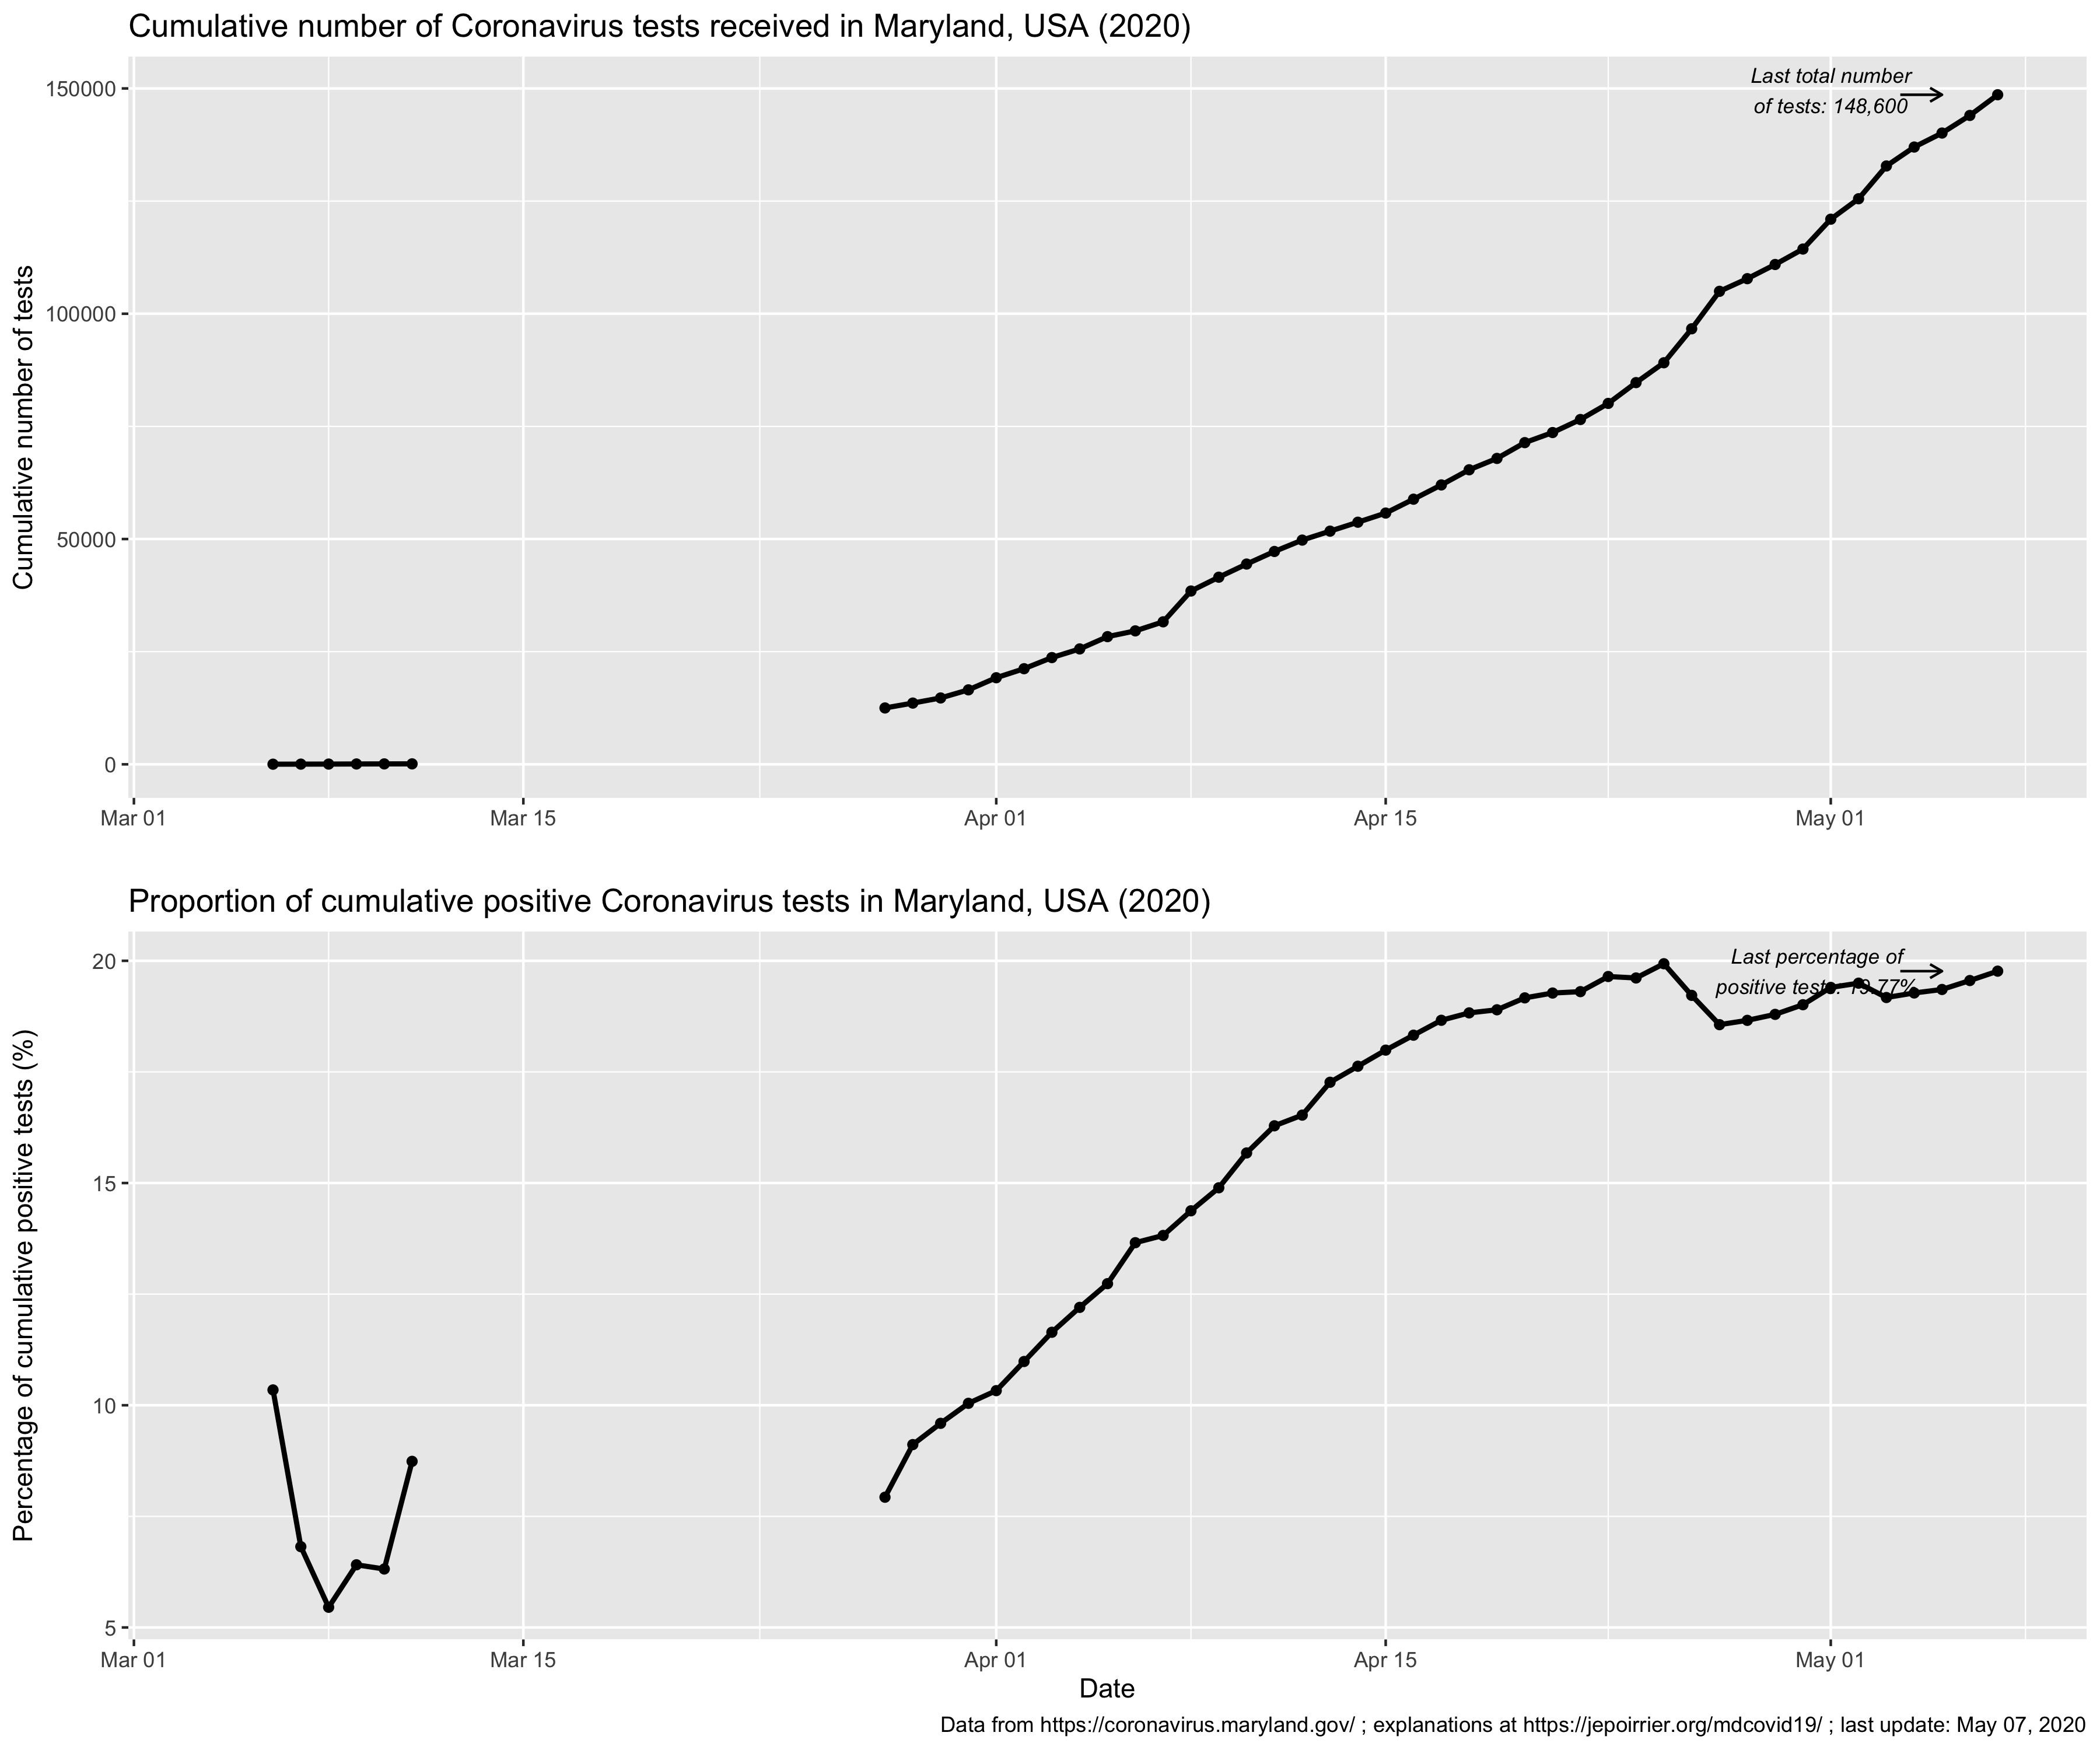 Cumulative number of Coronavirus tests received in Maryland, USA (2020)
Cumulative number of tests
150000
100000
50000
0
Last total number
of tests: 148,600
Mar 01
Mar 15
Apr 01
Apr 15
May 01
Proportion of cumulative positive Coronavirus tests in Maryland, USA (2020)
Percentage of cumulative positive tests (%)
20
15
10
5
Last percentage of
positive tests: 19.77%
Mar 01
Mar 15
Apr 01
Apr 15
May 01
Date
Data from https://coronavirus.maryland.gov/ ; explanations at https://jepoirrier.org/mdcovid19/ ; last update: May 07, 2020